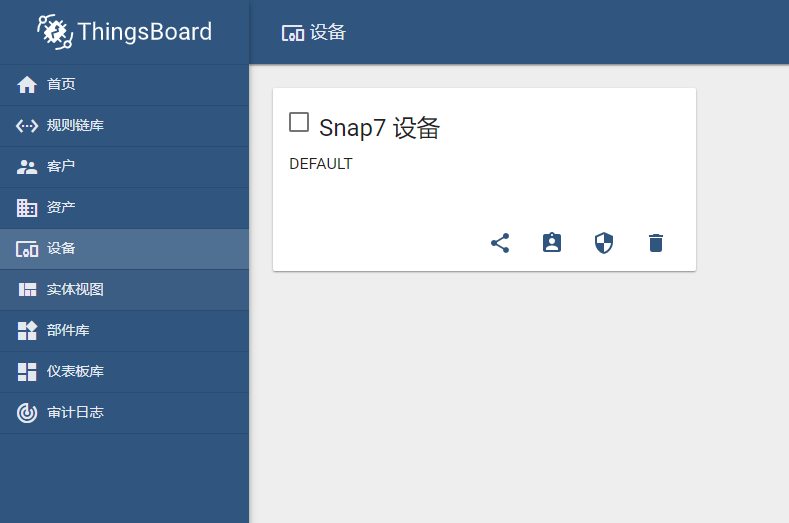 ThingsBoard
首页
规则链库
客户
资产
设备
实体视图
部件库
仪表板库
审计日志
设备
Snap7 设备
DEFAULT